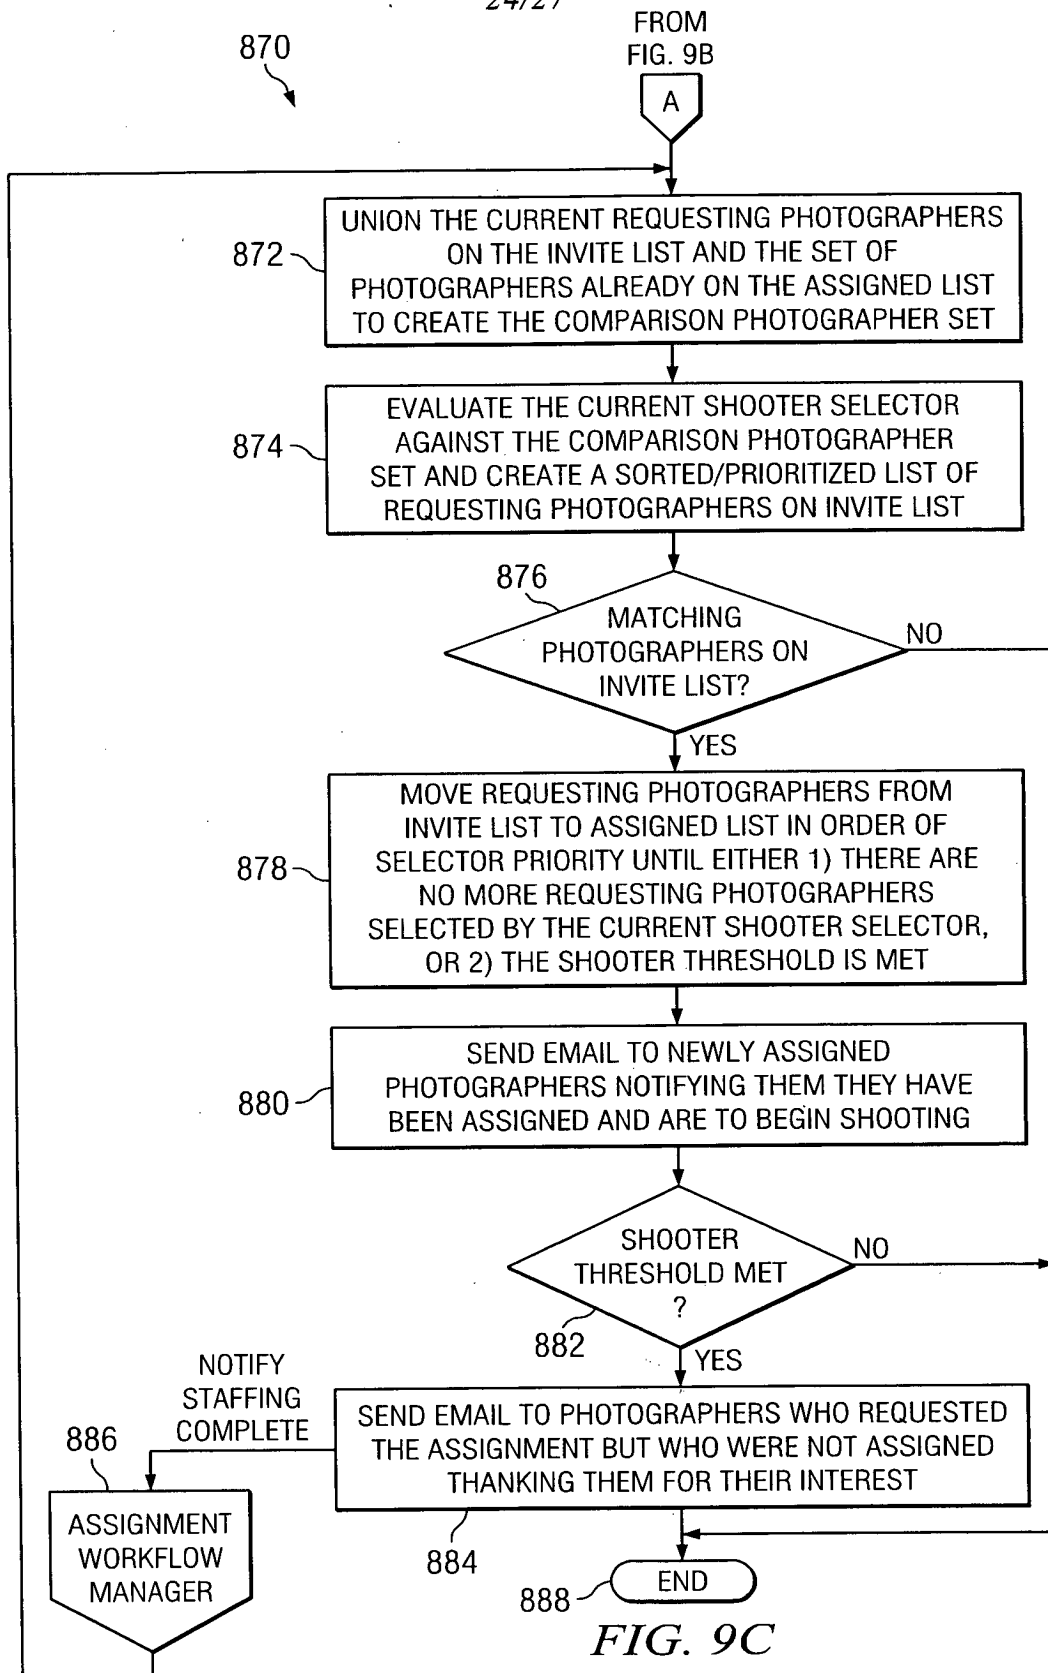 24/27
FROM
FIG. 9B
870
A
872
UNION THE CURRENT REQUESTING PHOTOGRAPHERS
ON THE INVITE LIST AND THE SET OF
PHOTOGRAPHERS ALREADY ON THE ASSIGNED LIST
TO CREATE THE COMPARISON PHOTOGRAPHER SET
874
EVALUATE THE CURRENT SHOOTER SELECTOR
AGAINST THE COMPARISON PHOTOGRAPHER
SET AND CREATE A SORTED/PRIORITIZED LIST OF
REQUESTING PHOTOGRAPHERS ON INVITE LIST
876
MATCHING
PHOTOGRAPHERS ON
INVITE LIST?
NO
YES
878
MOVE REQUESTING PHOTOGRAPHERS FROM
INVITE LIST TO ASSIGNED LIST IN ORDER OF
SELECTOR PRIORITY UNTIL EITHER 1) THERE ARE
NO MORE REQUESTING PHOTOGRAPHERS
SELECTED BY THE CURRENT SHOOTER SELECTOR,
OR 2) THE SHOOTER THRESHOLD IS MET
880
SEND EMAIL TO NEWLY ASSIGNED
PHOTOGRAPHERS NOTIFYING THEM THEY HAVE
BEEN ASSIGNED AND ARE TO BEGIN SHOOTING
SHOOTER
THRESHOLD MET
?
NO
882
YES
NOTIFY
STAFFING
COMPLETE
SEND EMAIL TO PHOTOGRAPHERS WHO REQUESTED
THE ASSIGNMENT BUT WHO WERE NOT ASSIGNED
THANKING THEM FOR THEIR INTEREST
886
ASSIGNMENT
WORKFLOW
MANAGER
884
888
END
FIG. 9C